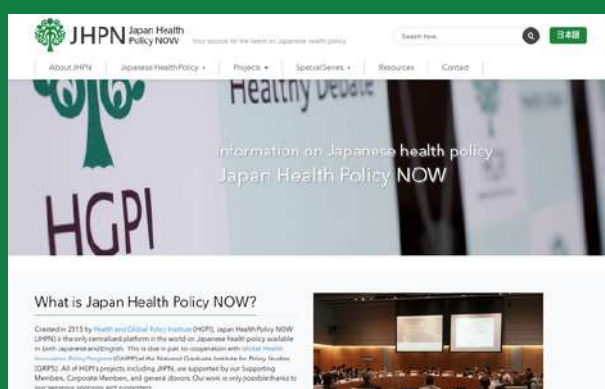 JHPN Japan Health
Policy NOW
Your source for the latest on Japanese health policy
Search here..
日本語
About JHPN
Japanese Health Policy
Projects
Special Series
Resources
Contact
Healthy Debate
information on Japanese health policy
Japan Health Policy NOW
HGPI
What is Japan Health Policy NOW?
Created in 2015 by Health and Global Policy Institute (HGPI), Japan Health Policy NOW
(JHPN) is the only centralized platform in the world on Japanese health policy available
in both Japanese and English. This is due in part to cooperation with Global Health
Innovation Policy Program (GHIPP) at the National Graduate Institute for Policy Studies
(GRIPS). All of HGPI's projects, including JHPN, are supported by our Supporting
Members, Corporate Members, and general donors. Our work is only possible thanks to
our generous sponsors and supporters.